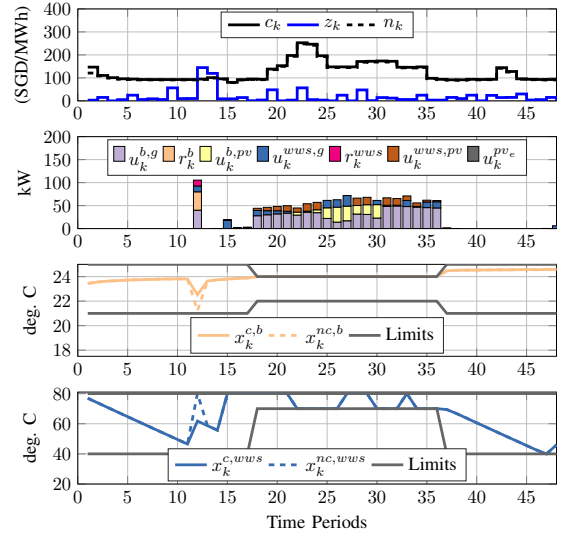 (SGD/MWh)
400
300
200
100
0
c_k z_k n_k
0 5 10 15 20 25 30 35 40 45
kW
200
150
100
50
0
u_k^{b,g} r_k^{b} u_k^{b,pv} u_k^{wws,g} r_k^{wws} u_k^{wws,pv} u_k^{pv_e}
0 5 10 15 20 25 30 35 40 45
deg. C
24
22
20
18
x_k^{c,b} x_k^{nc,b} Limits
0 5 10 15 20 25 30 35 40 45
deg. C
80
60
40
20
x_k^{c,wws} x_k^{nc,wws} Limits
0 5 10 15 20 25 30 35 40 45
Time Periods